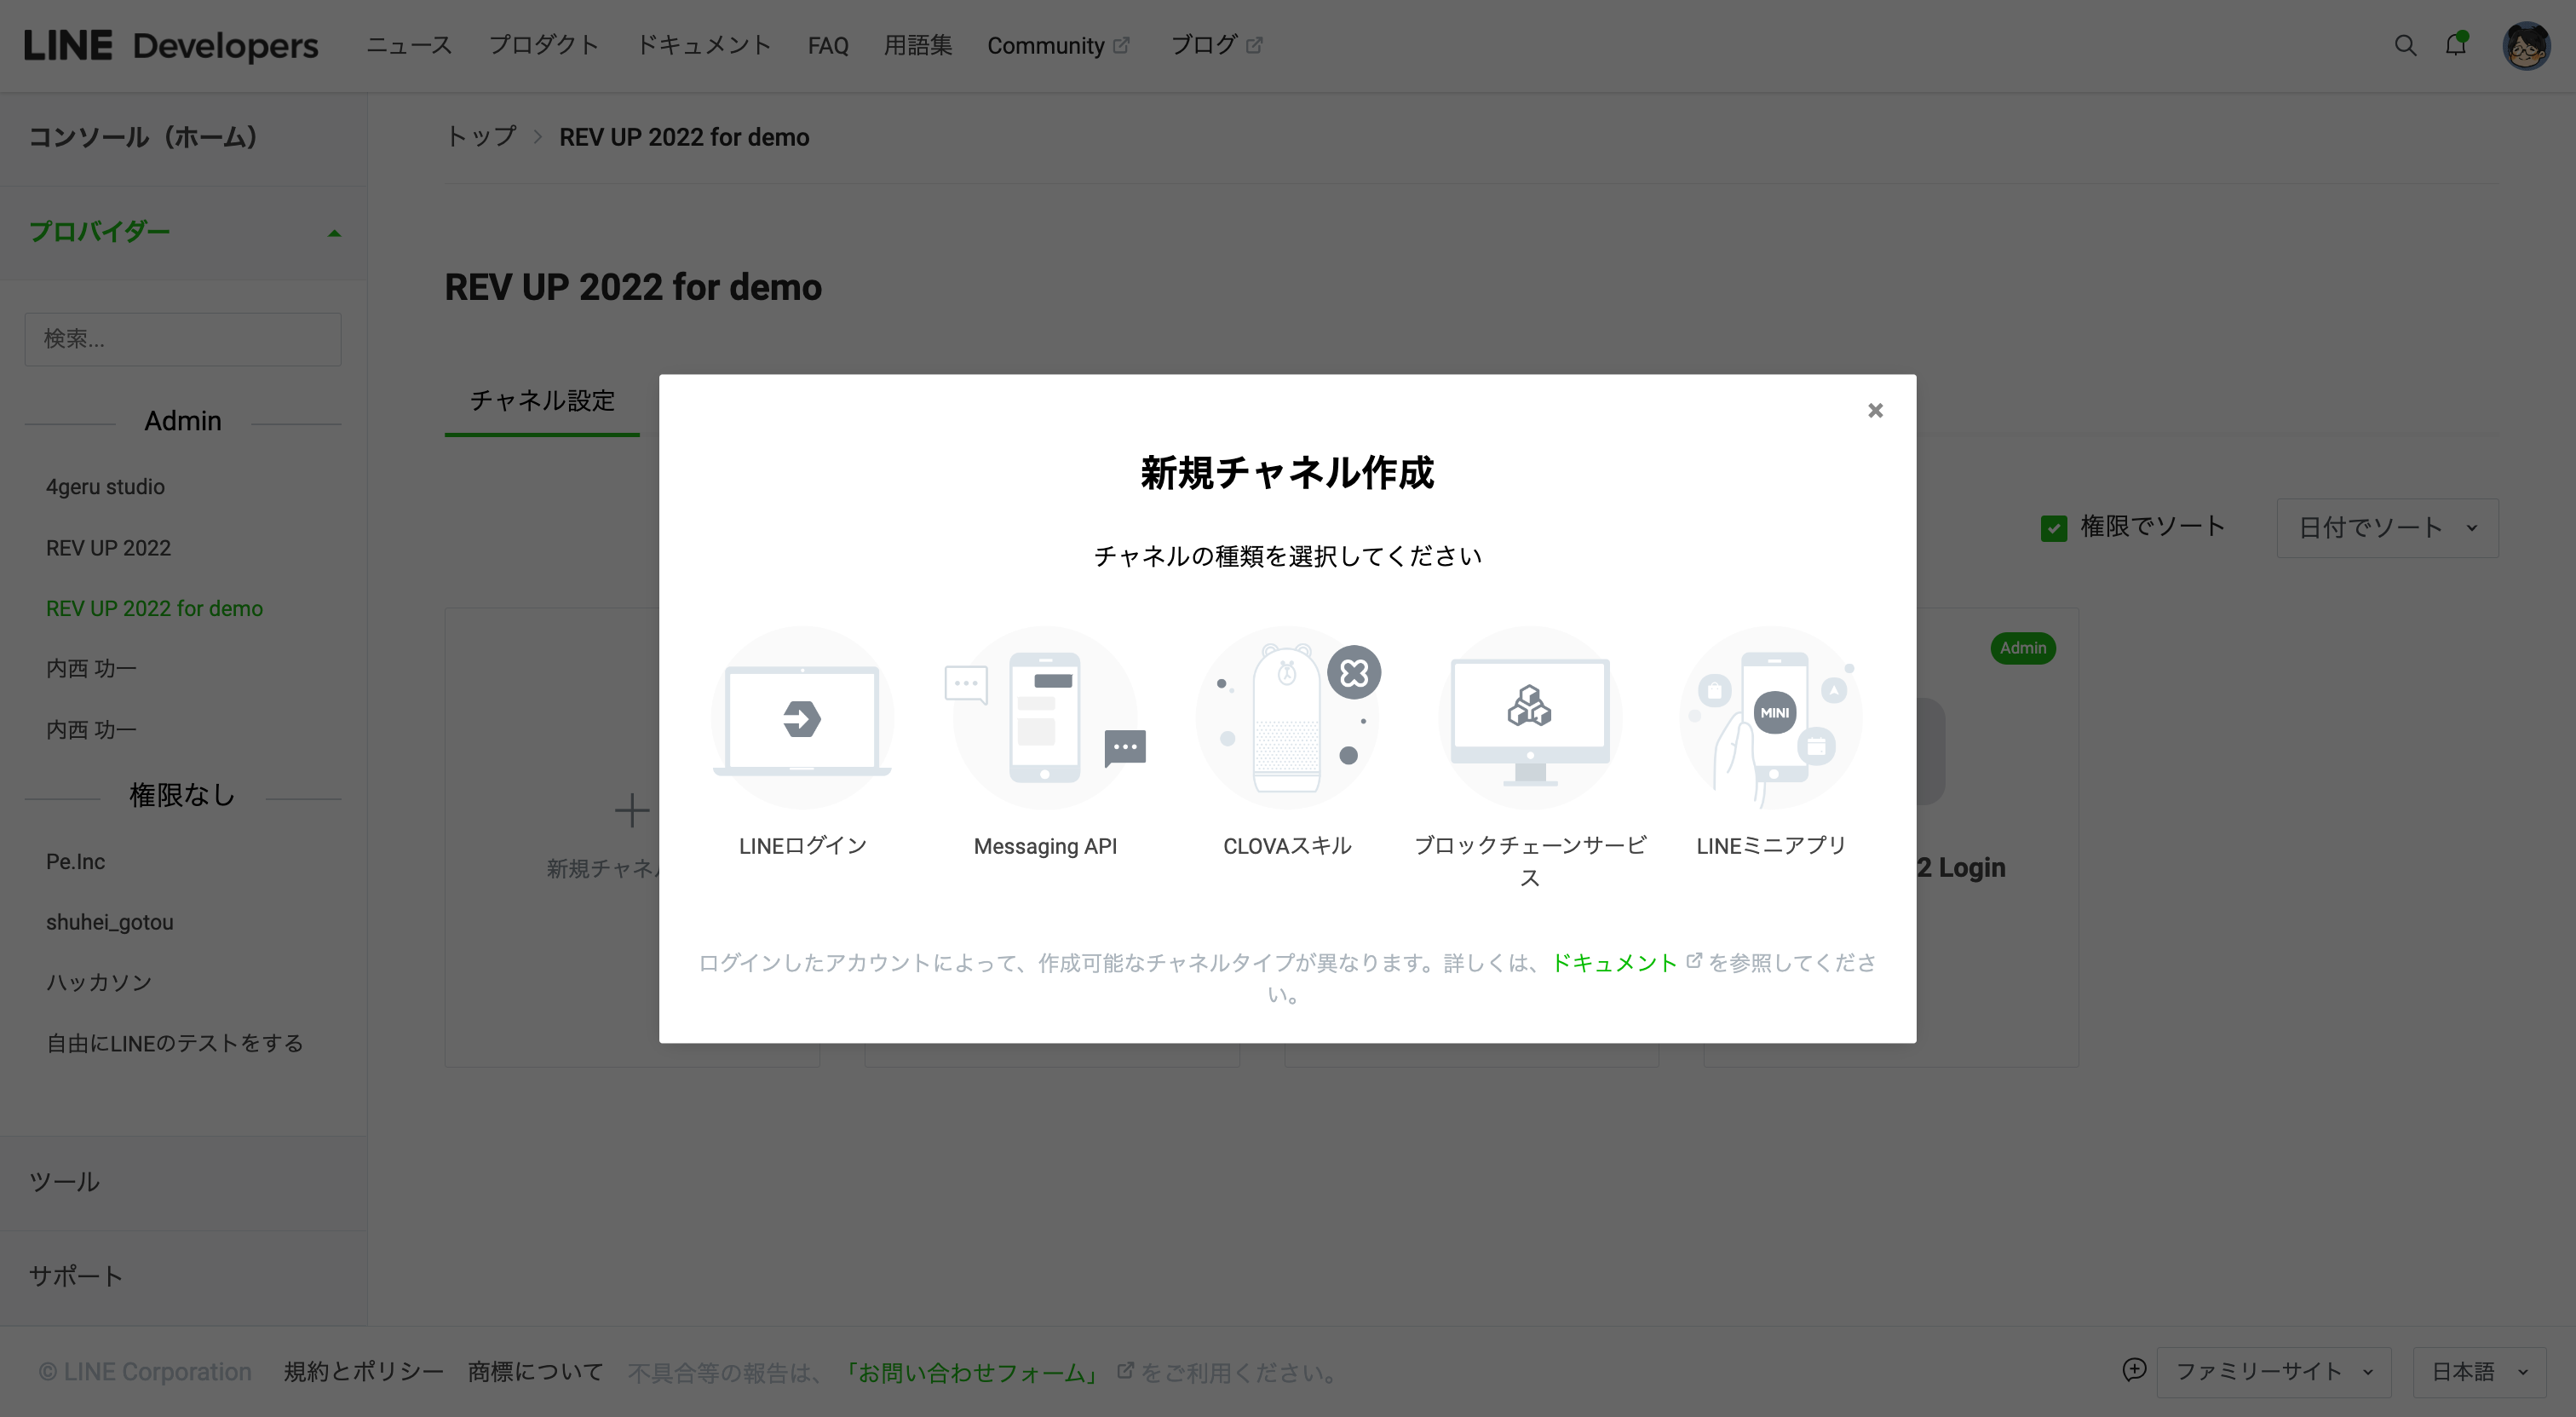 LINE Developers
ニュース
プロダクト
ドキュメント
FAQ
用語集
Community
ブログ
コンソール（ホーム）
プロバイダー
検索...
Admin
4geru studio
REV UP 2022
REV UP 2022 for demo
内西 功一
内西 功一
権限なし
Pe.Inc
shuhei_gotou
ハッカソン
自由にLINEのテストをする
ツール
サポート
トップ
REV UP 2022 for demo
REV UP 2022 for demo
チャネル設定
権限でソート
日付でソート
新規チャネル
Admin
2 Login
新規チャネル作成
チャネルの種類を選択してください
MINI
LINEログイン
Messaging API
CLOVAスキル
ブロックチェーンサービ
ス
LINEミニアプリ
ログインしたアカウントによって、作成可能なチャネルタイプが異なります。詳しくは、ドキュメント を参照してくださ
い。
© LINE Corporation
規約とポリシー
商標について
不具合等の報告は、「お問い合わせフォーム」 をご利用ください。
ファミリーサイト
日本語